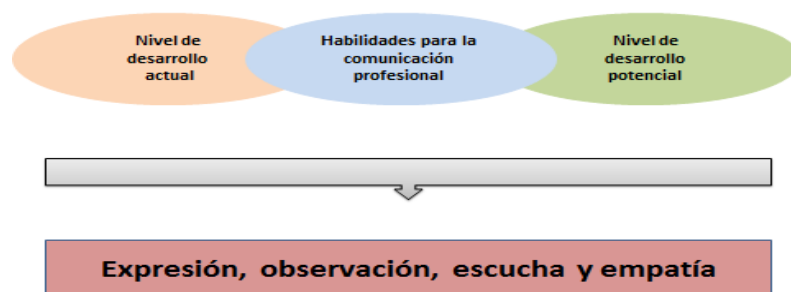 Nivel de
desarrollo
actual
Habilidades para la
comunicación
profesional
Nivel de
desarrollo
potencial
Expresión, observación, escucha y empatía